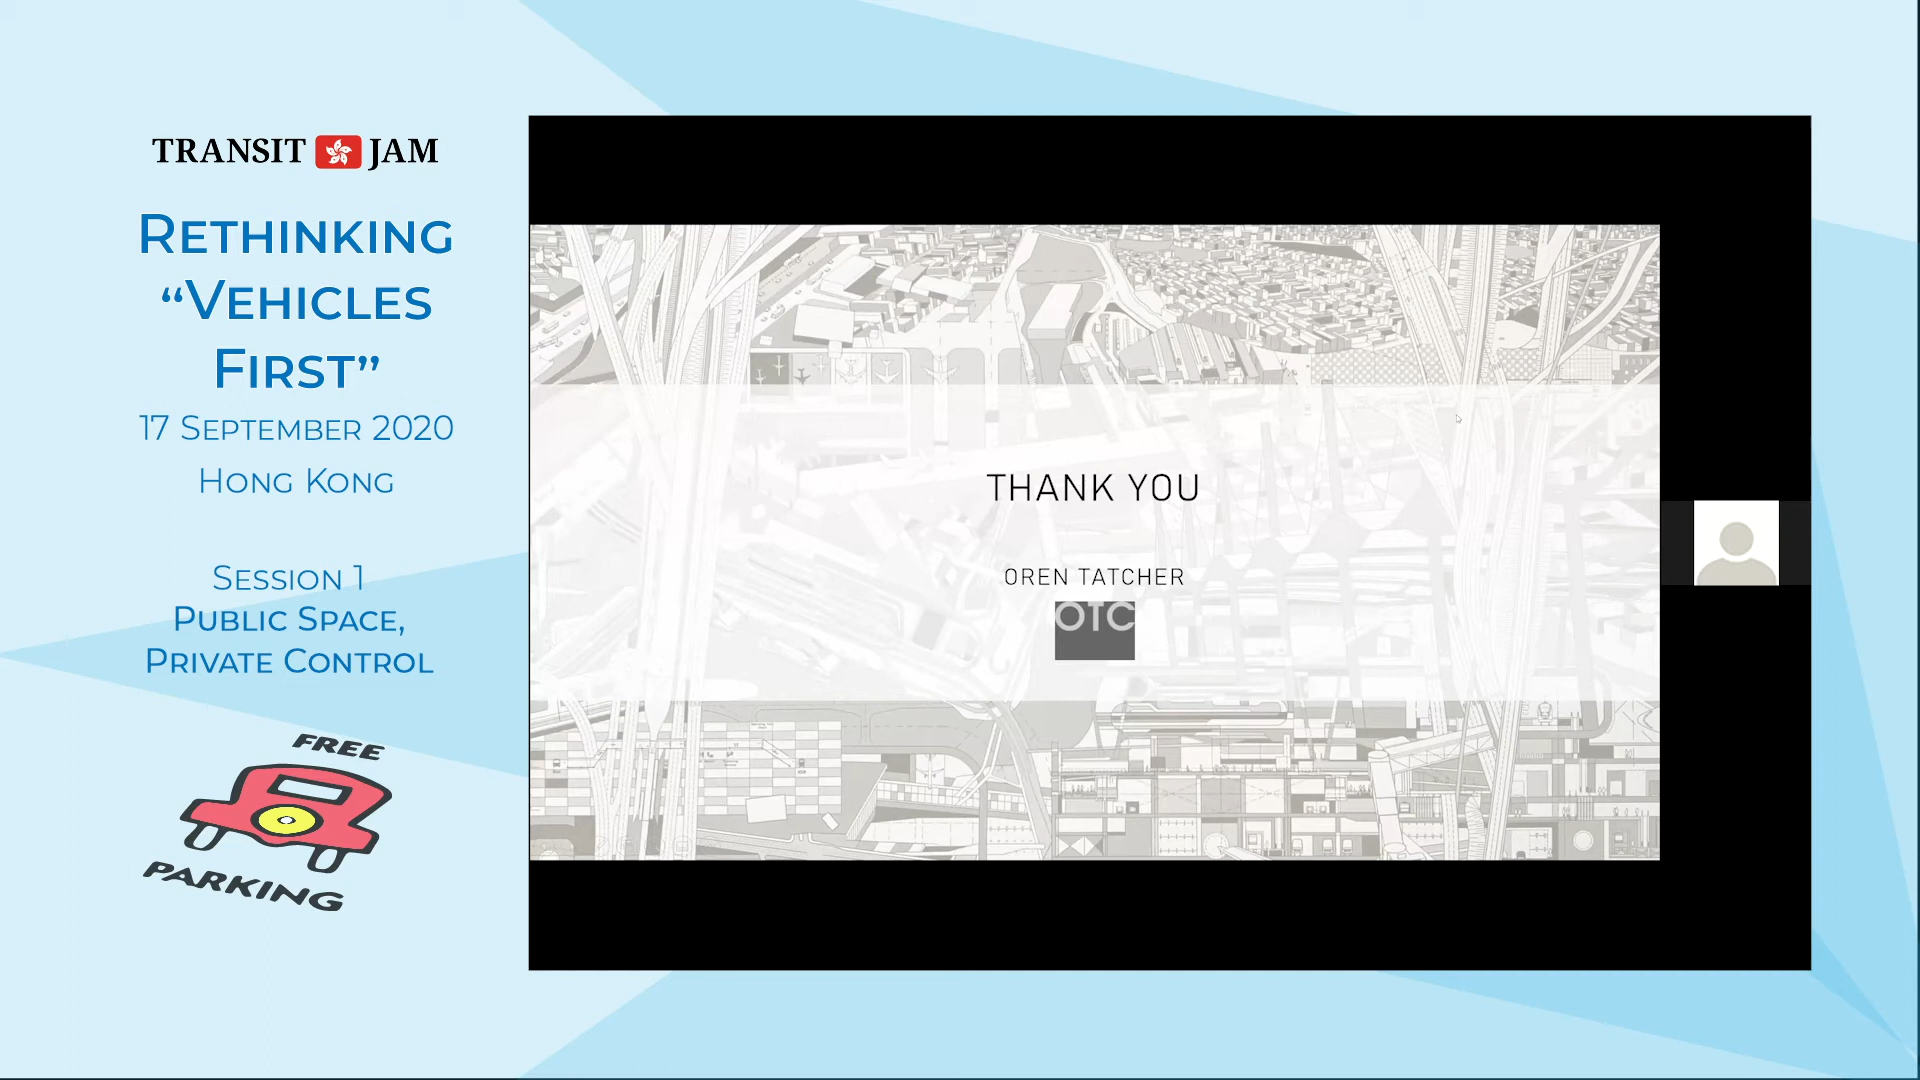 TRANSIT JAM
RETHINKING
“VEHICLES
FIRST”
17 SEPTEMBER 2020
HONG KONG
SESSION 1
PUBLIC SPACE,
PRIVATE CONTROL
FREE
PARKING
THANK YOU
OREN TATCHER
OTC